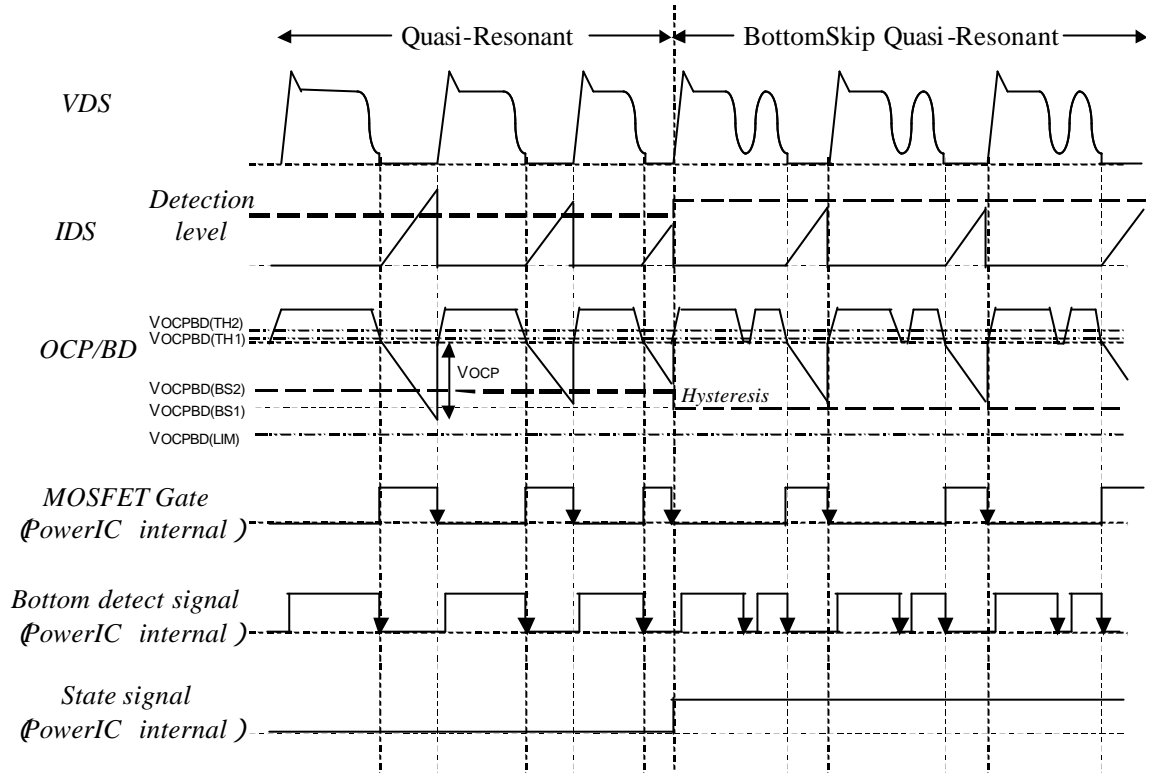 Quasi-Resonant
BottomSkip Quasi-Resonant
VDS
Detection
level
IDS
VOCPBD(TH2)
VOCPBD(TH1)
OCP/BD
VOCP
VOCPBD(BS2)
Hysteresis
VOCPBD(BS1)
VOCPBD(LIM)
MOSFET Gate
(PowerIC internal)
Bottom detect signal
(PowerIC internal)
State signal
(PowerIC internal)